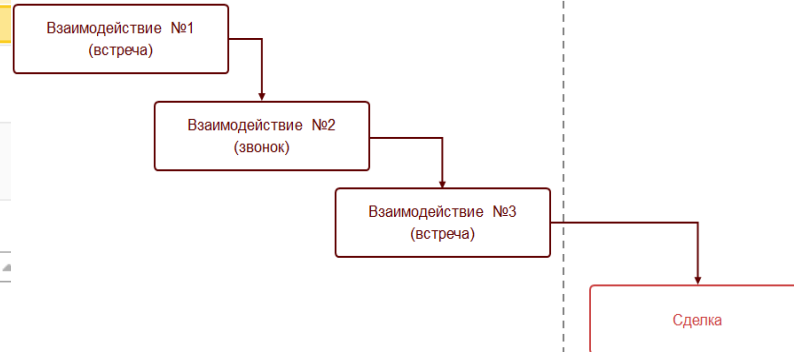 Взаимодействие №1
(встреча)
Взаимодействие №2
(звонок)
Взаимодействие №3
(встреча)
Сделка